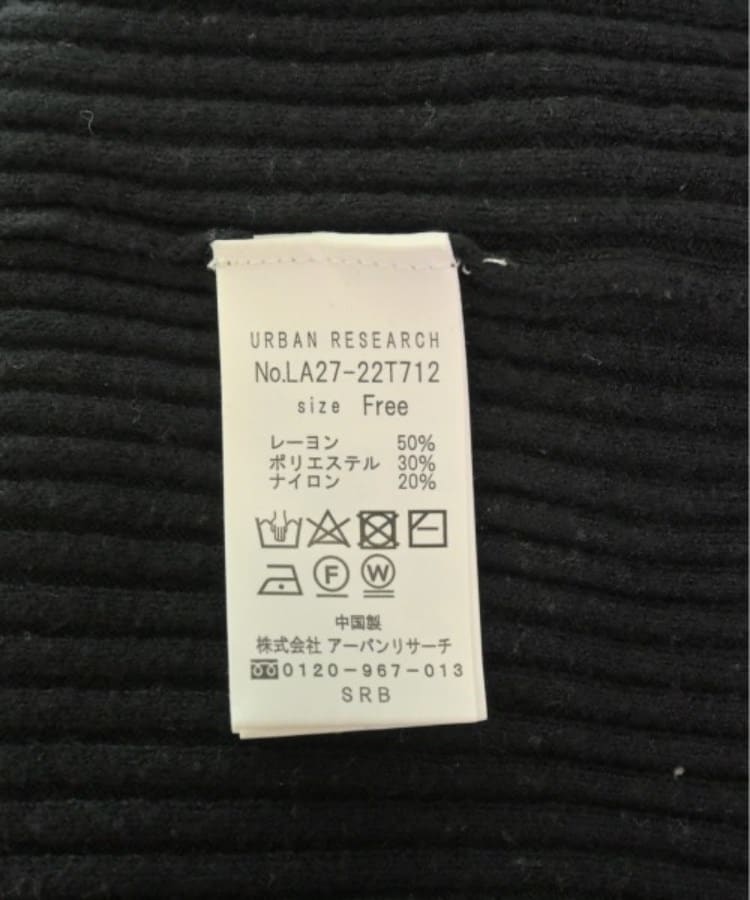 URBAN RESEARCH
No.LA27-22T712
size Free
レーヨン 50%
ポリエステル 30%
ナイロン 20%
F W
中国製
株式会社 アーバンリサーチ
0120-967-013
SRB